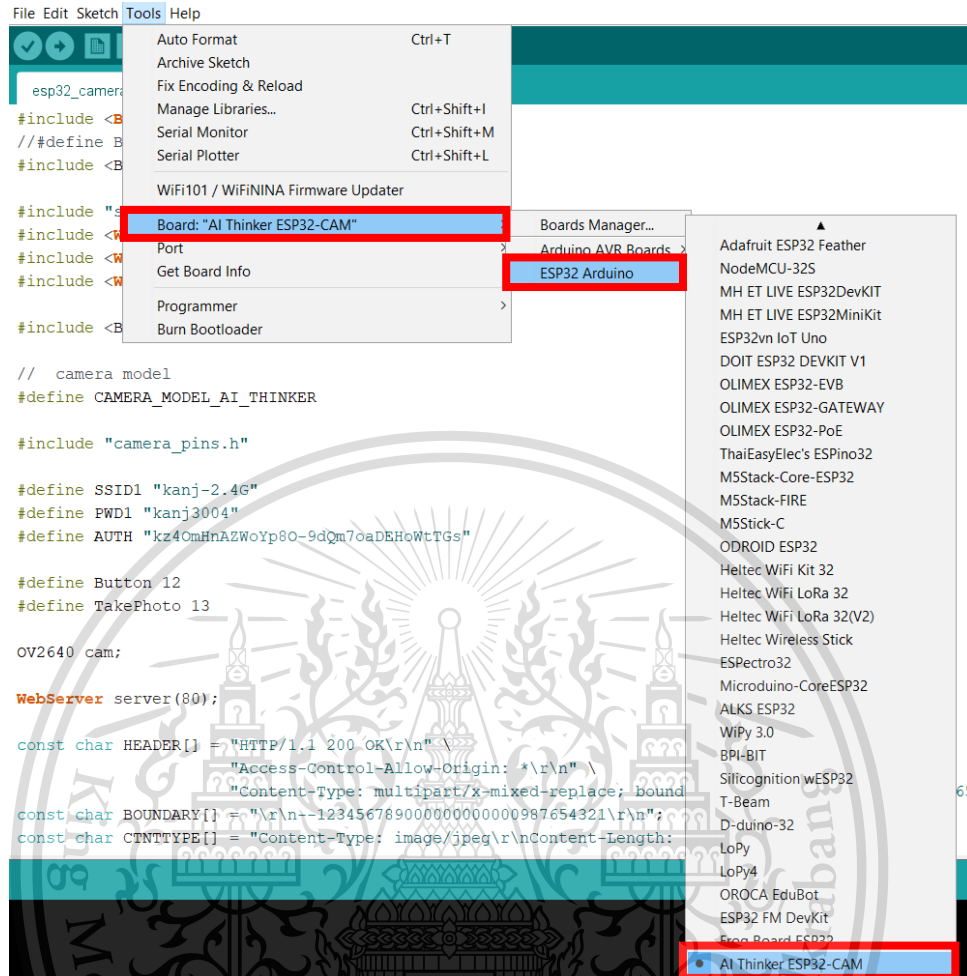 File Edit Sketch Tools Help
Auto Format Ctrl+T
Archive Sketch
Fix Encoding & Reload
Manage Libraries... Ctrl+Shift+I
Serial Monitor Ctrl+Shift+M
Serial Plotter Ctrl+Shift+L
WiFi101 / WiFiNINA Firmware Updater
Board: "AI Thinker ESP32-CAM"
Port
Get Board Info
Programmer
Burn Bootloader
Boards Manager...
Arduino AVR Boards
ESP32 Arduino
Adafruit ESP32 Feather
NodeMCU-32S
MH ET LIVE ESP32DevKIT
MH ET LIVE ESP32MiniKit
ESP32vn IoT Uno
DOIT ESP32 DEVKIT V1
OLIMEX ESP32-EVB
OLIMEX ESP32-GATEWAY
OLIMEX ESP32-PoE
ThaiEasyElec's ESPino32
M5Stack-Core-ESP32
M5Stack-FIRE
M5Stick-C
ODROID ESP32
Heltec WiFi Kit 32
Heltec WiFi LoRa 32
Heltec WiFi LoRa 32(V2)
Heltec Wireless Stick
ESPectro32
Microduino-CoreESP32
ALKS ESP32
WiPy 3.0
BPI-BIT
Silicognition wESP32
T-Beam
D-duino-32
LoPy
LoPy4
OROCA EduBot
ESP32 FM DevKit
Frog Board ESP32
AI Thinker ESP32-CAM
esp32_camera
#include <B
//#define B
#include <B
#include "s
#include <W
#include <W
#include <W
#include <B
// camera model
#define CAMERA_MODEL_AI_THINKER
#include "camera_pins.h"
#define SSID1 "kanj-2.4G"
#define PWD1 "kanj3004"
#define AUTH "kz4OmHnAZWoYp8O-9dQm7oaDEHoWtTGs"
#define Button 12
#define TakePhoto 13
OV2640 cam;
WebServer server(80);
const char HEADER[] = "HTTP/1.1 200 OK\r\n" \
"Access-Control-Allow-Origin: *\r\n" \
"Content-Type: multipart/x-mixed-replace; bound
const char BOUNDARY[] = "\r\n--123456789000000000000987654321\r\n";
const char CTNTTYPE[] = "Content-Type: image/jpeg\r\nContent-Length: